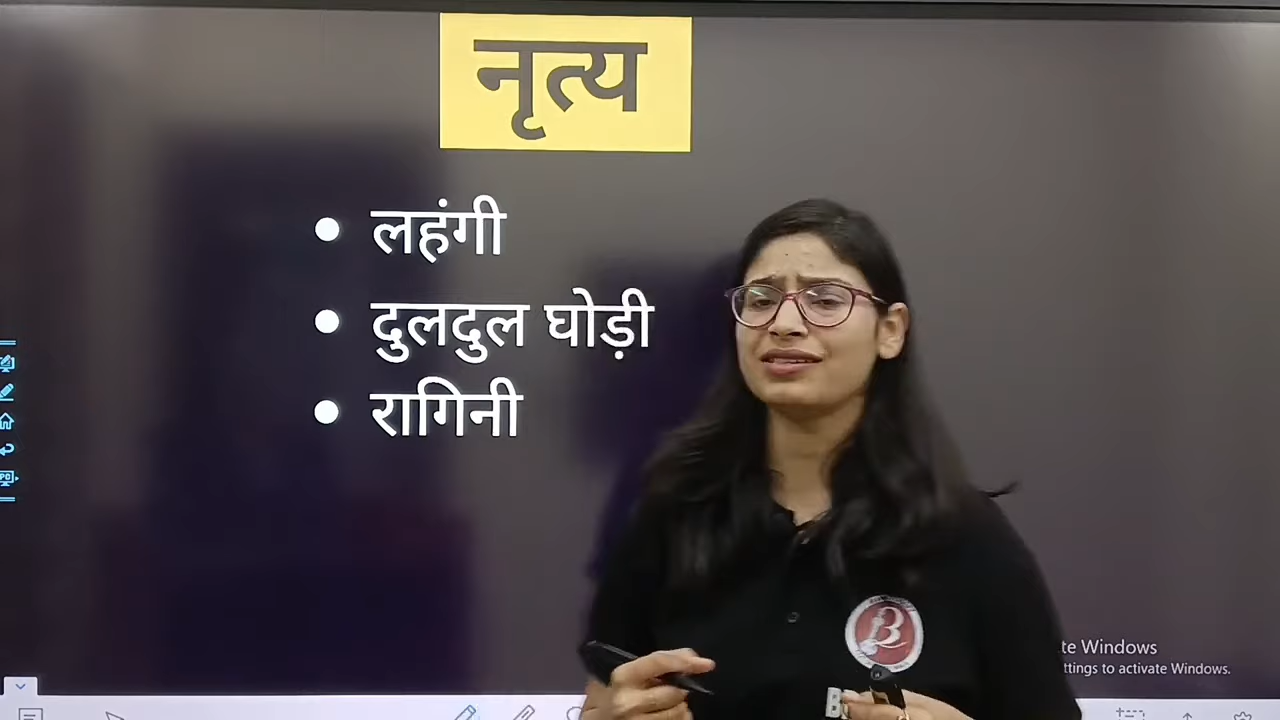 नृत्य
लहंगी
दुलदुल घोड़ी
रागिनी
te Windows
ttings to activate Windows.